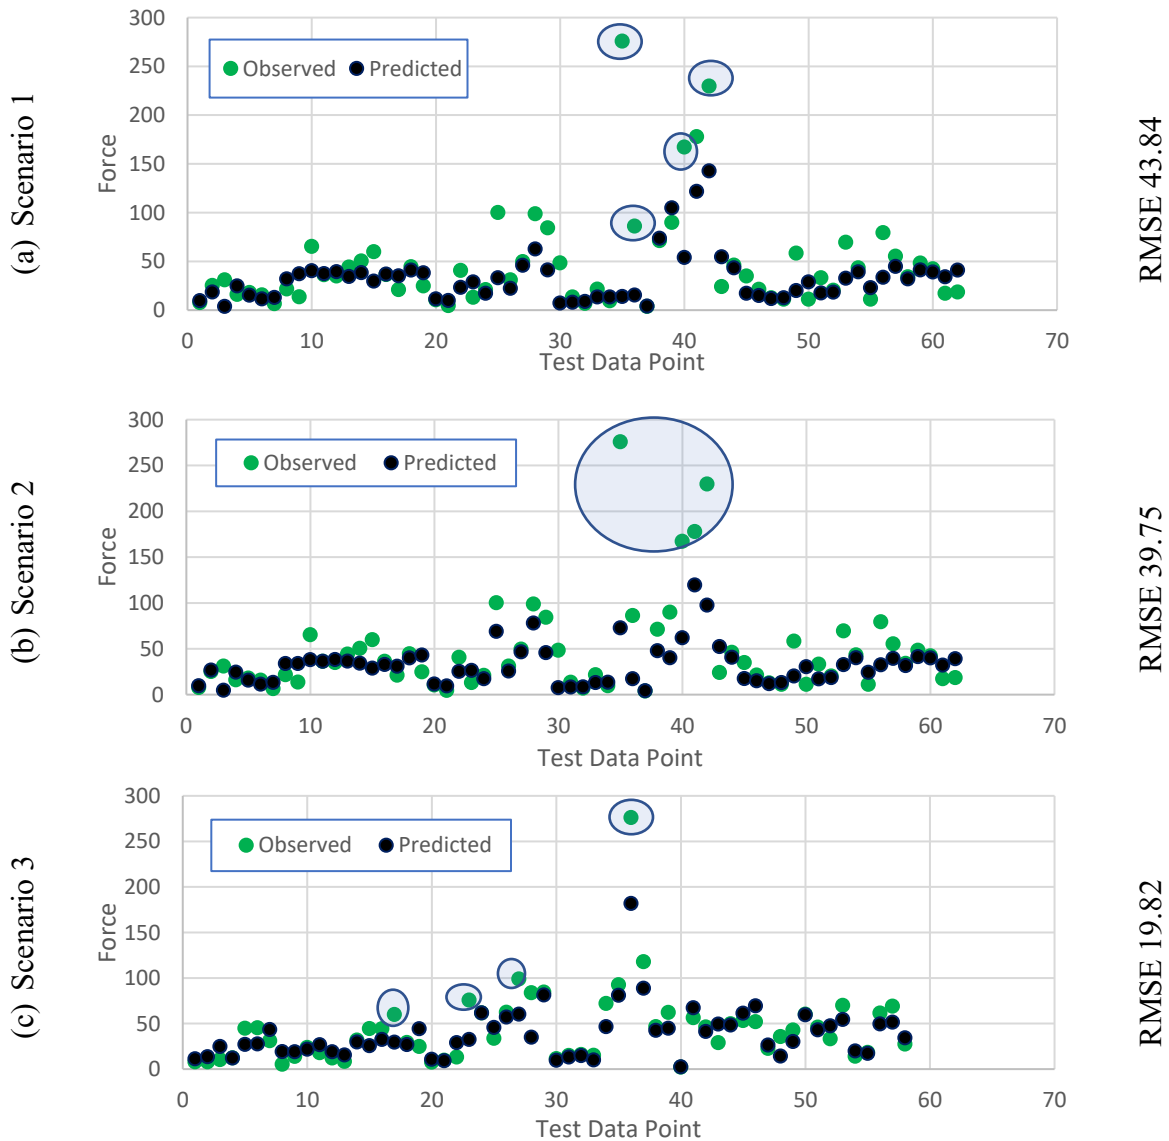 (a) Scenario 1
300
250
200
150
100
50
0
Force
Observed Predicted
0 10 20 30 40 50 60 70
Test Data Point
RMSE 43.84
(b) Scenario 2
300
250
200
150
100
50
0
Force
Observed Predicted
0 10 20 30 40 50 60 70
Test Data Point
RMSE 39.75
(c) Scenario 3
300
250
200
150
100
50
0
Force
Observed Predicted
0 10 20 30 40 50 60 70
Test Data Point
RMSE 19.82